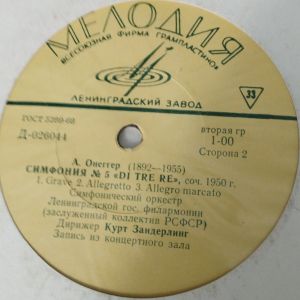 МЕЛОДИЯ
ВСЕСОЮЗНАЯ ФИРМА ГРАМПЛАСТИНОК
33
ЛЕНИНГРАДСКИЙ ЗАВОД
ГОСТ 5289-68
Д-026044
вторая гр
1-00
Сторона 2
А. Онеггер (1892—1955)
СИМФОНИЯ № 5 «DI TRE RE», соч. 1950 г.
1. Grave 2. Allegretto 3. Allegro marcato
Симфонический оркестр
Ленинградской гос. филармонии
(заслуженный коллектив РСФСР)
Дирижер Курт Зандерлинг
Запись из концертного зала